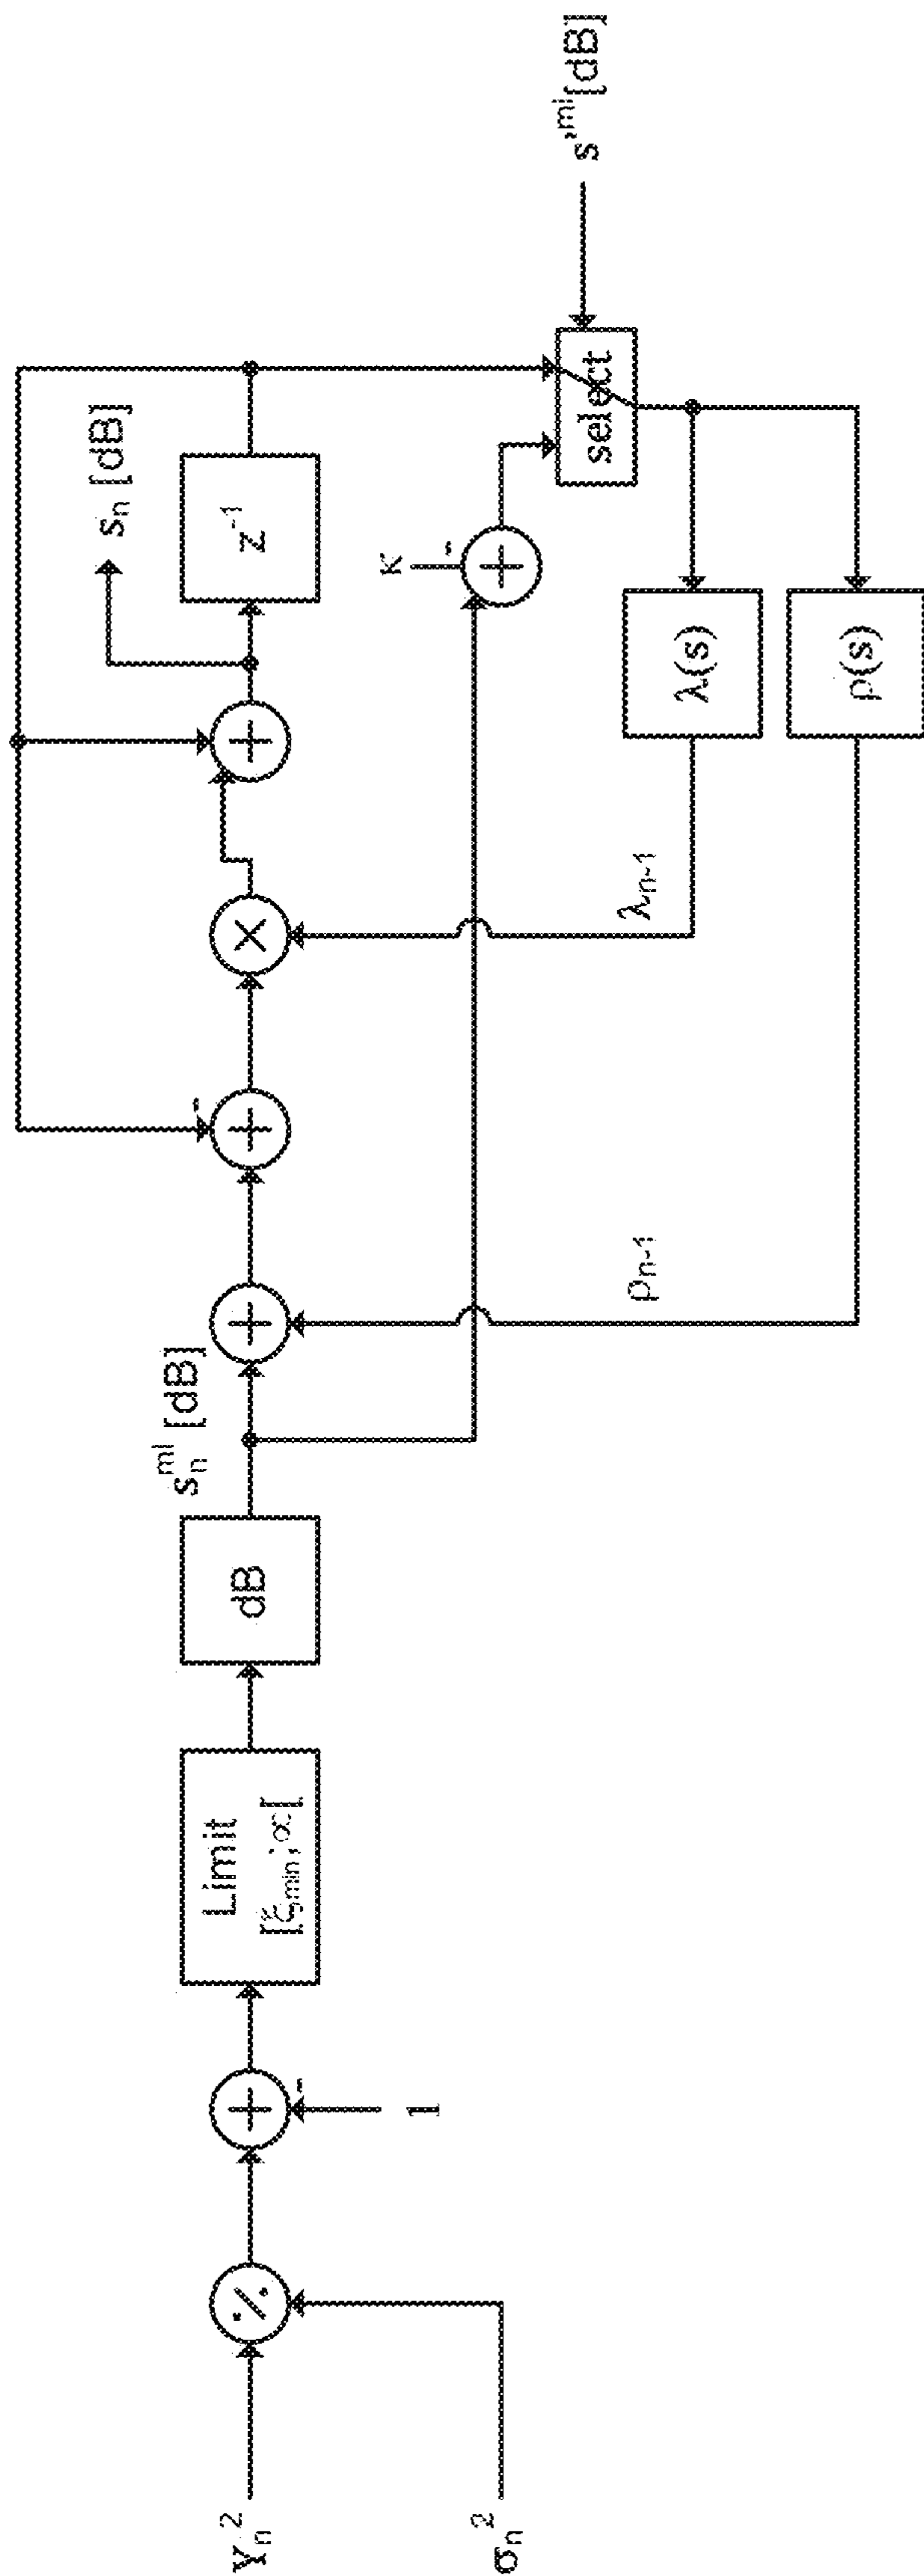 Y_n^2
σ_n^2
÷
+
-
1
Limit
[ξ_min; ∝[
dB
s_n^ml [dB]
+
ρ_n-1
+
-
×
λ_n-1
+
s_n [dB]
z^-1
κ
-
+
λ(s)
ρ(s)
select
s'^ml [dB]